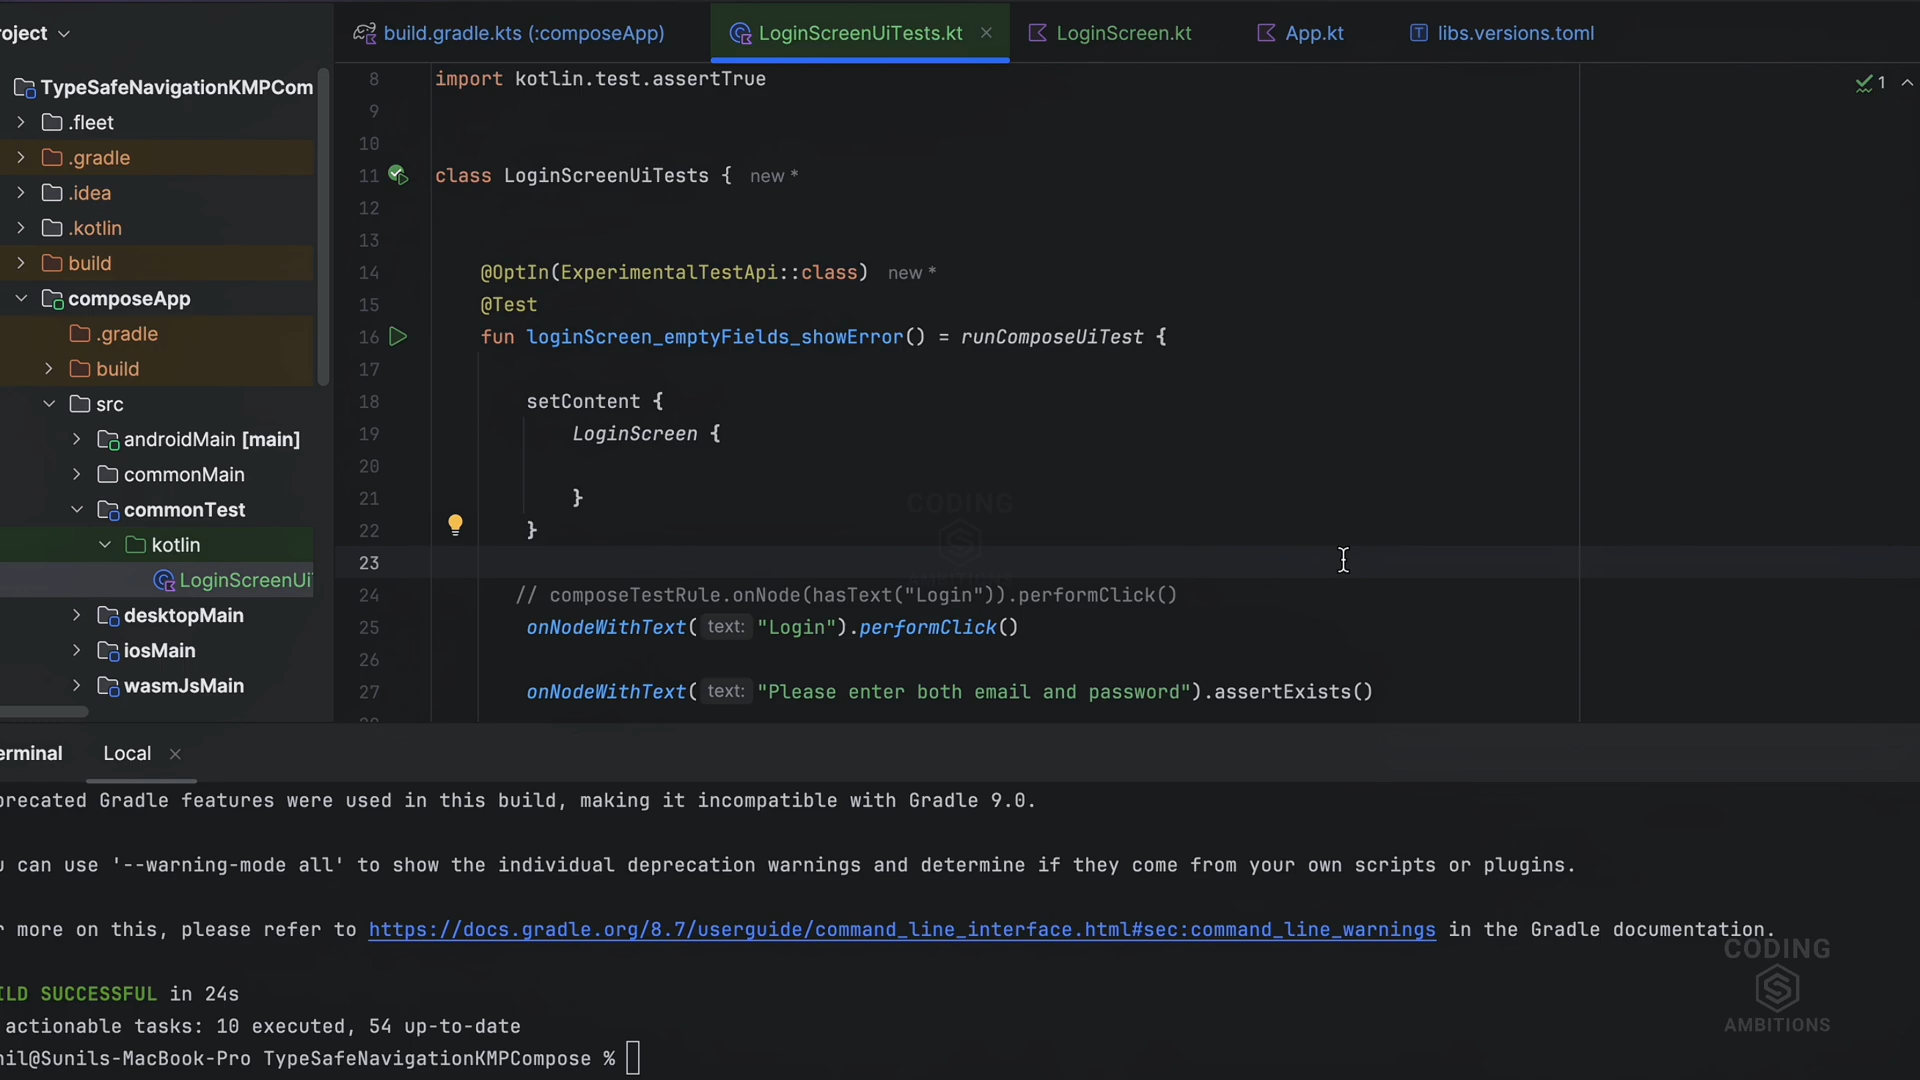 oject
build.gradle.kts (:composeApp)
LoginScreenUiTests.kt
LoginScreen.kt
App.kt
libs.versions.toml
TypeSafeNavigationKMPCom
.fleet
.gradle
.idea
.kotlin
build
composeApp
.gradle
build
src
androidMain [main]
commonMain
commonTest
kotlin
LoginScreenUi
desktopMain
iosMain
wasmJsMain
1
8 import kotlin.test.assertTrue
9
10
11 class LoginScreenUiTests { new *
12
13
14 @OptIn(ExperimentalTestApi::class) new *
15 @Test
16 fun loginScreen_emptyFields_showError() = runComposeUiTest {
17
18 setContent {
19 LoginScreen {
20
21 }
22 }
23
24 // composeTestRule.onNode(hasText("Login")).performClick()
25 onNodeWithText( text: "Login").performClick()
26
27 onNodeWithText( text: "Please enter both email and password").assertExists()
CODING
AMBITIONS
erminal
Local
precated Gradle features were used in this build, making it incompatible with Gradle 9.0.
u can use '--warning-mode all' to show the individual deprecation warnings and determine if they come from your own scripts or plugins.
r more on this, please refer to https://docs.gradle.org/8.7/userguide/command_line_interface.html#sec:command_line_warnings in the Gradle documentation.
ILD SUCCESSFUL in 24s
actionable tasks: 10 executed, 54 up-to-date
nil@Sunils-MacBook-Pro TypeSafeNavigationKMPCompose %
CODING
AMBITIONS